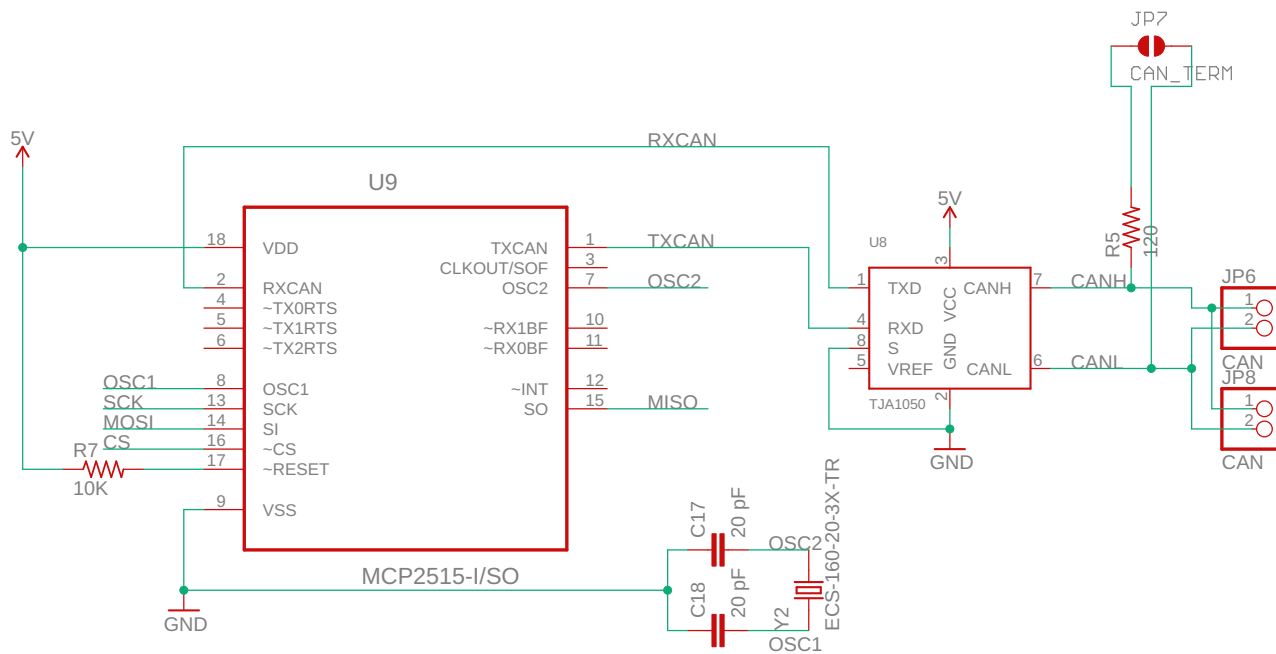 JP7
CAN_TERM
5V
RXCAN
U9
18
VDD
2
RXCAN
4
~TX0RTS
5
~TX1RTS
6
~TX2RTS
OSC1
8
OSC1
SCK
13
SCK
MOSI
14
SI
CS
16
~CS
R7
10K
17
~RESET
9
VSS
TXCAN
1
TXCAN
CLKOUT/SOF
3
OSC2
7
OSC2
~RX1BF
10
~RX0BF
11
~INT
12
SO
15
MISO
MCP2515-I/SO
GND
5V
U8
3
1
TXD
4
RXD
8
S
5
VREF
VCC
GND
CANH
7
CANH
CANL
6
CANL
TJA1050
2
GND
R5
120
JP6
1
2
CAN
JP8
1
2
CAN
C17
20 pF
C18
20 pF
OSC2
Y2
ECS-160-20-3X-TR
OSC1